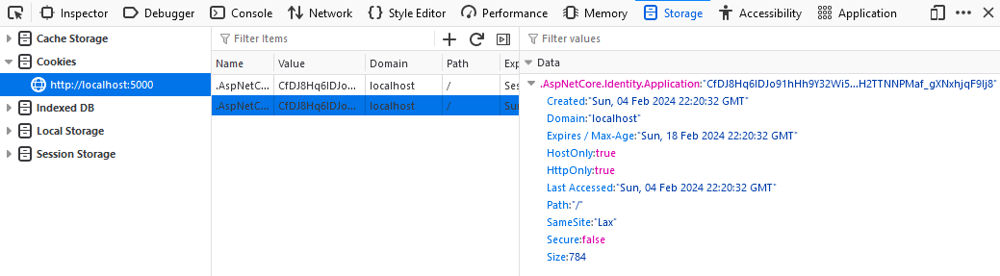 Inspector Debugger Console Network Style Editor Performance Memory Storage Accessibility Application
Cache Storage
Cookies
http://localhost:5000
Indexed DB
Local Storage
Session Storage
Filter Items
Name Value Domain Path Exp
.AspNetC... CfDJ8Hq6IDJo... localhost / Ses
.AspNetC... CfDJ8Hq6IDJo... localhost / Sun
Filter values
Data
.AspNetCore.Identity.Application:"CfDJ8Hq6IDJo91hHh9Y32Wi5...H2TTNNPMaf_gXNxhjqF9Ij8"
Created:"Sun, 04 Feb 2024 22:20:32 GMT"
Domain:"localhost"
Expires / Max-Age:"Sun, 18 Feb 2024 22:20:32 GMT"
HostOnly:true
HttpOnly:true
Last Accessed:"Sun, 04 Feb 2024 22:20:32 GMT"
Path:"/"
SameSite:"Lax"
Secure:false
Size:784